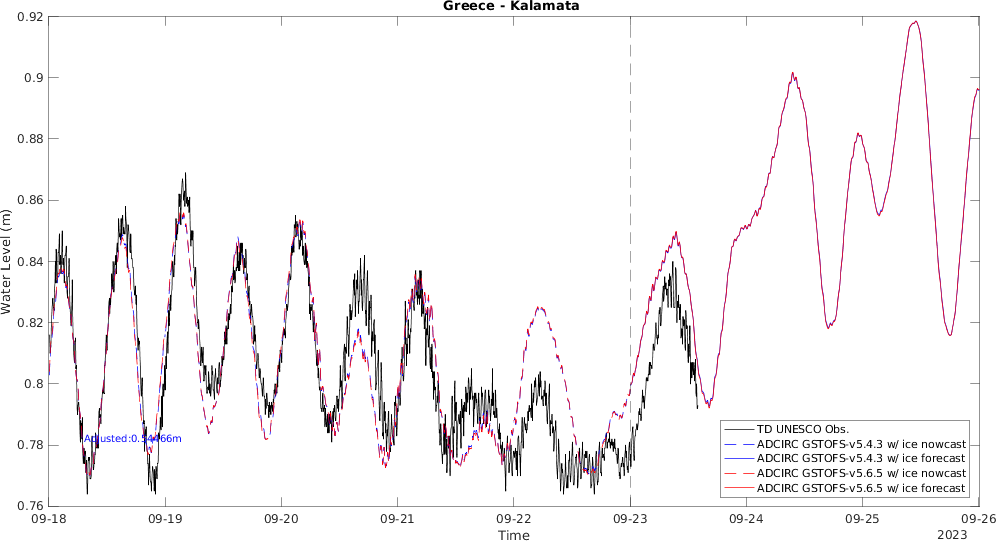 Greece - Kalamata
Water Level (m)
0.92
0.9
0.88
0.86
0.84
0.82
0.8
0.78
0.76
Adjusted:0.54466m
TD UNESCO Obs.
ADCIRC GSTOFS-v5.4.3 w/ ice nowcast
ADCIRC GSTOFS-v5.4.3 w/ ice forecast
ADCIRC GSTOFS-v5.6.5 w/ ice nowcast
ADCIRC GSTOFS-v5.6.5 w/ ice forecast
09-18 09-19 09-20 09-21 09-22 09-23 09-24 09-25 09-26
Time
2023